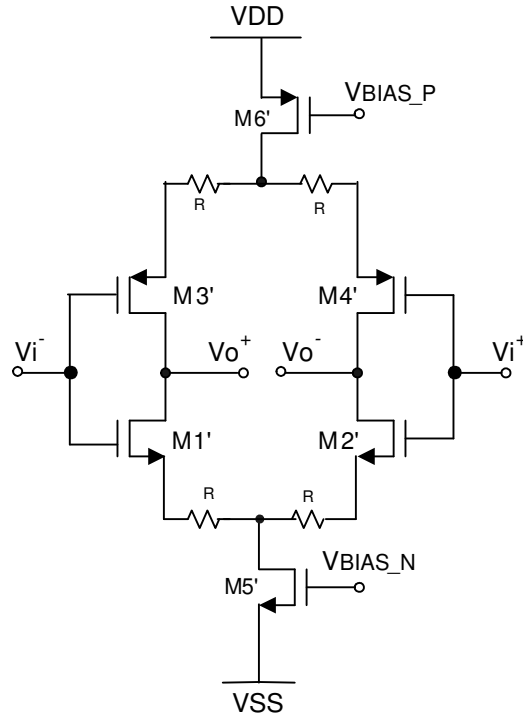 VDD
M6' VBIAS_P
R R
M3' M4'
Vi- Vo+ Vo- Vi+
M1' M2'
R R
M5' VBIAS_N
VSS